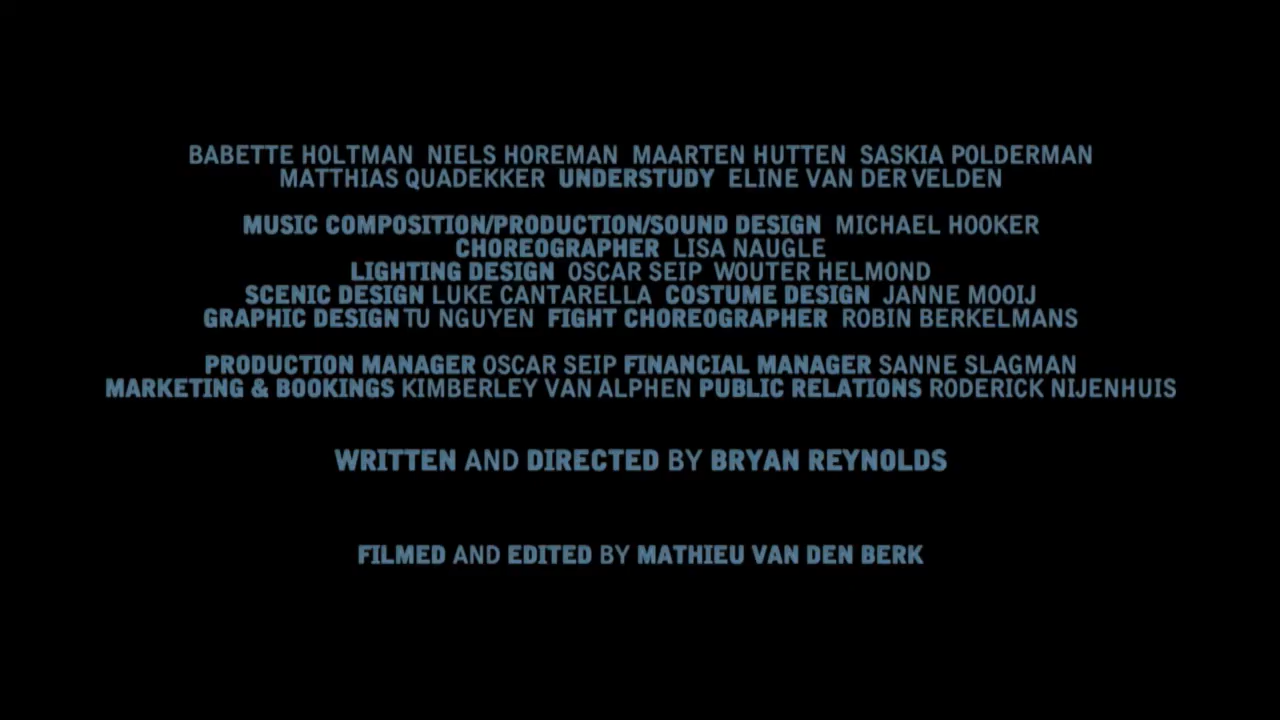 BABETTE HOLTMAN NIELS HOREMAN MAARTEN HUTTEN SASKIA POLDERMAN
MATTHIAS QUADEKKER UNDERSTUDY ELINE VAN DER VELDEN
MUSIC COMPOSITION/PRODUCTION/SOUND DESIGN MICHAEL HOOKER
CHOREOGRAPHER LISA NAUGLE
LIGHTING DESIGN OSCAR SEIP WOUTER HELMOND
SCENIC DESIGN LUKE CANTARELLA COSTUME DESIGN JANNE MOOIJ
GRAPHIC DESIGN TU NGUYEN FIGHT CHOREOGRAPHER ROBIN BERKELMANS
PRODUCTION MANAGER OSCAR SEIP FINANCIAL MANAGER SANNE SLAGMAN
MARKETING & BOOKINGS KIMBERLEY VAN ALPHEN PUBLIC RELATIONS RODERICK NIJENHUIS
WRITTEN AND DIRECTED BY BRYAN REYNOLDS
FILMED AND EDITED BY MATHIEU VAN DEN BERK